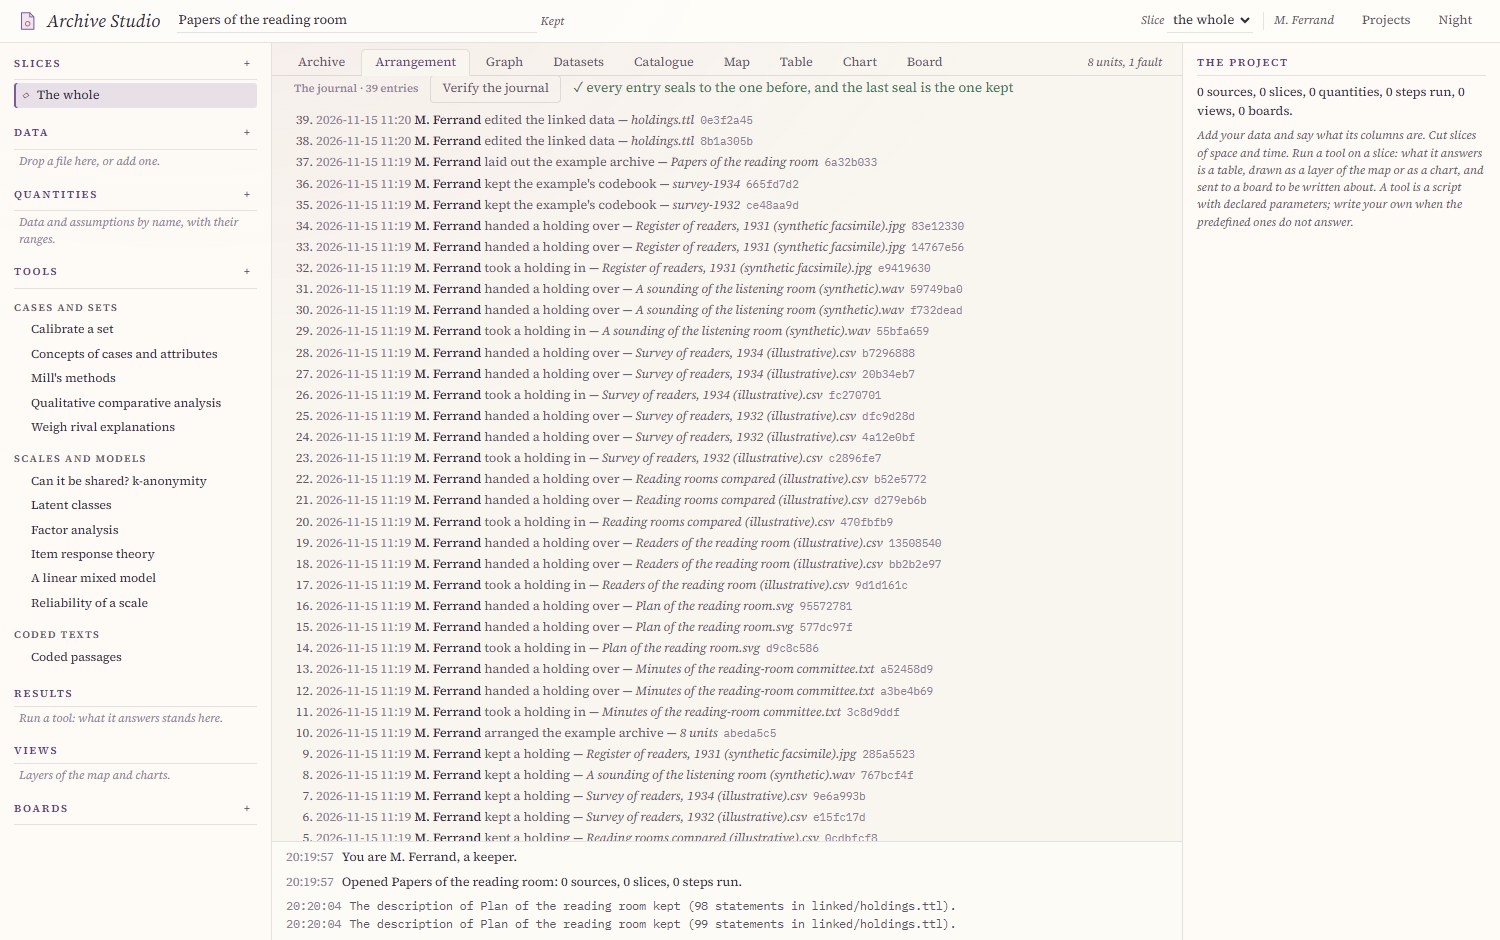 Archive Studio
Papers of the reading room
Kept
Slice the whole
M. Ferrand
Projects
Night
SLICES +
The whole
DATA +
Drop a file here, or add one.
QUANTITIES +
Data and assumptions by name, with their
ranges.
TOOLS +
CASES AND SETS
Calibrate a set
Concepts of cases and attributes
Mill's methods
Qualitative comparative analysis
Weigh rival explanations
SCALES AND MODELS
Can it be shared? k-anonymity
Latent classes
Factor analysis
Item response theory
A linear mixed model
Reliability of a scale
CODED TEXTS
Coded passages
RESULTS
Run a tool: what it answers stands here.
VIEWS
Layers of the map and charts.
BOARDS +
Archive Arrangement Graph Datasets Catalogue Map Table Chart Board 8 units, 1 fault
The journal · 39 entries Verify the journal ✓ every entry seals to the one before, and the last seal is the one kept
39. 2026-11-15 11:20 M. Ferrand edited the linked data — holdings.ttl 0e3f2a45
38. 2026-11-15 11:20 M. Ferrand edited the linked data — holdings.ttl 8b1a305b
37. 2026-11-15 11:19 M. Ferrand laid out the example archive — Papers of the reading room 6a32b033
36. 2026-11-15 11:19 M. Ferrand kept the example's codebook — survey-1934 665fd7d2
35. 2026-11-15 11:19 M. Ferrand kept the example's codebook — survey-1932 ce48aa9d
34. 2026-11-15 11:19 M. Ferrand handed a holding over — Register of readers, 1931 (synthetic facsimile).jpg 83e12330
33. 2026-11-15 11:19 M. Ferrand handed a holding over — Register of readers, 1931 (synthetic facsimile).jpg 14767e56
32. 2026-11-15 11:19 M. Ferrand took a holding in — Register of readers, 1931 (synthetic facsimile).jpg e9419630
31. 2026-11-15 11:19 M. Ferrand handed a holding over — A sounding of the listening room (synthetic).wav 59749ba0
30. 2026-11-15 11:19 M. Ferrand handed a holding over — A sounding of the listening room (synthetic).wav f732dead
29. 2026-11-15 11:19 M. Ferrand took a holding in — A sounding of the listening room (synthetic).wav 55bfa659
28. 2026-11-15 11:19 M. Ferrand handed a holding over — Survey of readers, 1934 (illustrative).csv b7296888
27. 2026-11-15 11:19 M. Ferrand handed a holding over — Survey of readers, 1934 (illustrative).csv 20b34eb7
26. 2026-11-15 11:19 M. Ferrand took a holding in — Survey of readers, 1934 (illustrative).csv fc270701
25. 2026-11-15 11:19 M. Ferrand handed a holding over — Survey of readers, 1932 (illustrative).csv dfc9d28d
24. 2026-11-15 11:19 M. Ferrand handed a holding over — Survey of readers, 1932 (illustrative).csv 4a12e0bf
23. 2026-11-15 11:19 M. Ferrand took a holding in — Survey of readers, 1932 (illustrative).csv c2896fe7
22. 2026-11-15 11:19 M. Ferrand handed a holding over — Reading rooms compared (illustrative).csv b52e5772
21. 2026-11-15 11:19 M. Ferrand handed a holding over — Reading rooms compared (illustrative).csv d279eb6b
20. 2026-11-15 11:19 M. Ferrand took a holding in — Reading rooms compared (illustrative).csv 470fbfb9
19. 2026-11-15 11:19 M. Ferrand handed a holding over — Readers of the reading room (illustrative).csv 13508540
18. 2026-11-15 11:19 M. Ferrand handed a holding over — Readers of the reading room (illustrative).csv bb2b2e97
17. 2026-11-15 11:19 M. Ferrand took a holding in — Readers of the reading room (illustrative).csv 9d1d161c
16. 2026-11-15 11:19 M. Ferrand handed a holding over — Plan of the reading room.svg 95572781
15. 2026-11-15 11:19 M. Ferrand handed a holding over — Plan of the reading room.svg 577dc97f
14. 2026-11-15 11:19 M. Ferrand took a holding in — Plan of the reading room.svg d9c8c586
13. 2026-11-15 11:19 M. Ferrand handed a holding over — Minutes of the reading-room committee.txt a52458d9
12. 2026-11-15 11:19 M. Ferrand handed a holding over — Minutes of the reading-room committee.txt a3be4b69
11. 2026-11-15 11:19 M. Ferrand took a holding in — Minutes of the reading-room committee.txt 3c8d9ddf
10. 2026-11-15 11:19 M. Ferrand arranged the example archive — 8 units abeda5c5
9. 2026-11-15 11:19 M. Ferrand kept a holding — Register of readers, 1931 (synthetic facsimile).jpg 285a5523
8. 2026-11-15 11:19 M. Ferrand kept a holding — A sounding of the listening room (synthetic).wav 767bcf4f
7. 2026-11-15 11:19 M. Ferrand kept a holding — Survey of readers, 1934 (illustrative).csv 9e6a993b
6. 2026-11-15 11:19 M. Ferrand kept a holding — Survey of readers, 1932 (illustrative).csv e15fc17d
5. 2026-11-15 11:19 M. Ferrand kept a holding — Reading rooms compared (illustrative).csv 0cdbfcf8
20:19:57 You are M. Ferrand, a keeper.
20:19:57 Opened Papers of the reading room: 0 sources, 0 slices, 0 steps run.
20:20:04 The description of Plan of the reading room kept (98 statements in linked/holdings.ttl).
20:20:04 The description of Plan of the reading room kept (99 statements in linked/holdings.ttl).
THE PROJECT
0 sources, 0 slices, 0 quantities, 0 steps run, 0
views, 0 boards.
Add your data and say what its columns are. Cut slices
of space and time. Run a tool on a slice: what it answers
is a table, drawn as a layer of the map or as a chart, and
sent to a board to be written about. A tool is a script
with declared parameters; write your own when the
predefined ones do not answer.